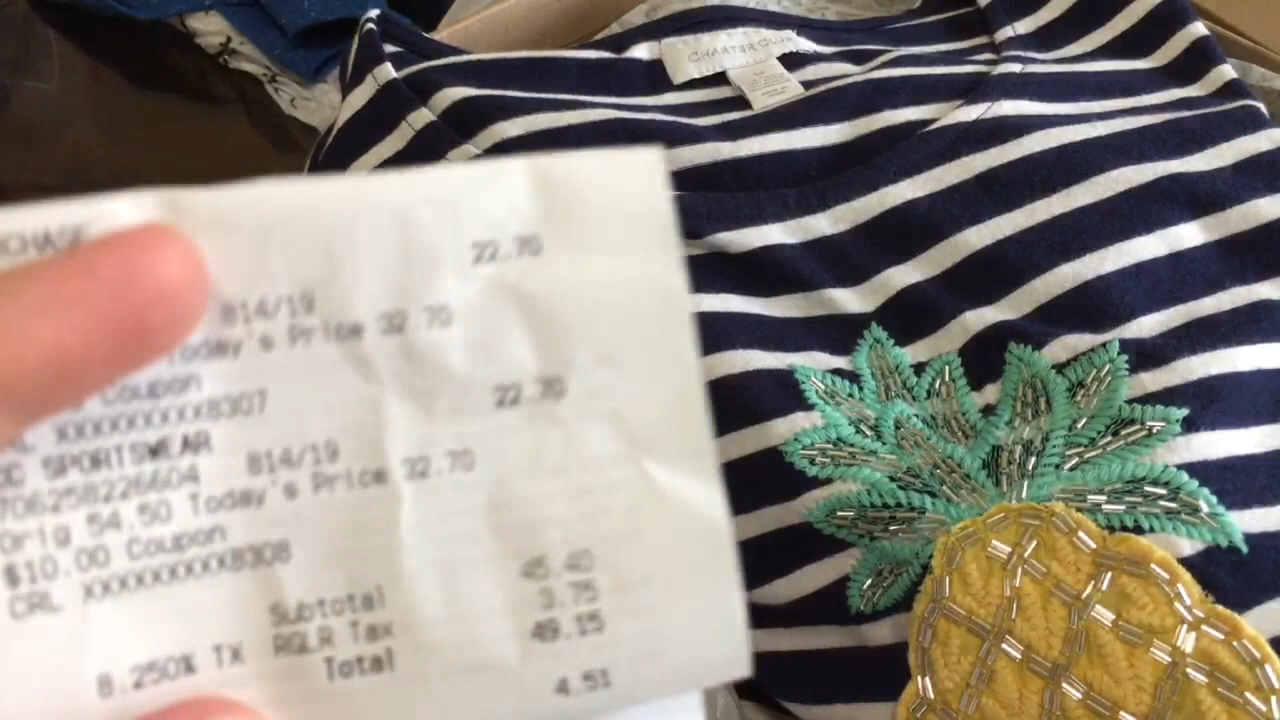 CHARTER CLUB
CHASE
22.70
814/19
Today's Price 32.70
Coupon
XXXXXXXXX8307
22.70
SPORTSWEAR
706258226604 814/19
Orig 54.50 Today's Price 32.70
$10.00 Coupon
CRL XXXXXXXXX8308
Subtotal 45.40
8.250% TX RGLR Tax 3.75
Total 49.15
4.51